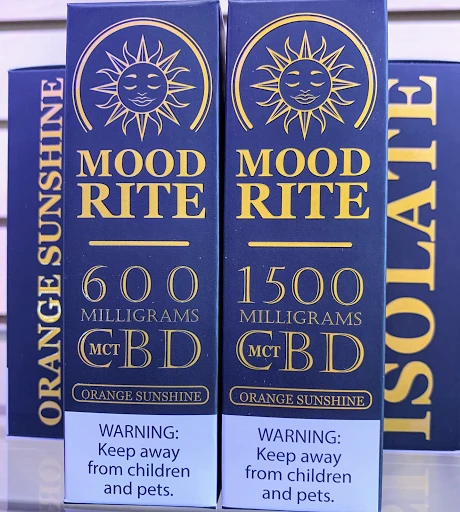 ORANGE SUNSHINE
MOOD
RITE
600
MILLIGRAMS
CBD
MCT
ORANGE SUNSHINE
WARNING:
Keep away
from children
and pets.
MOOD
RITE
1500
MILLIGRAMS
CBD
MCT
ORANGE SUNSHINE
WARNING:
Keep away
from children
and pets.
ISOLATE